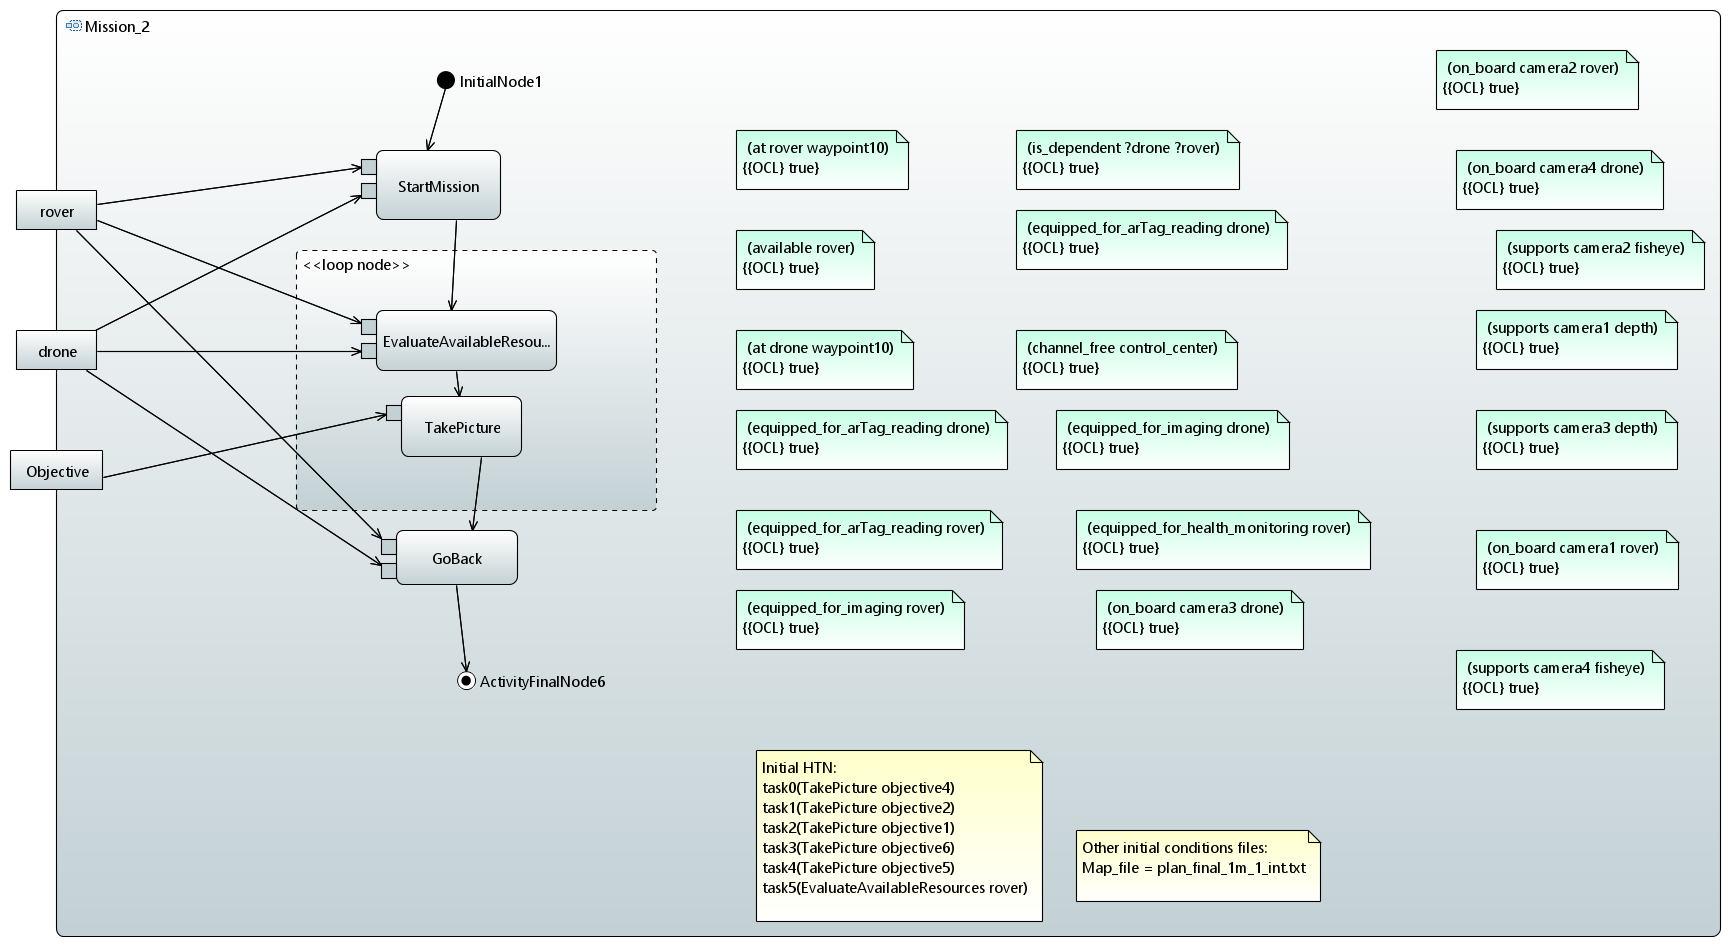 Mission_2
InitialNode1
StartMission
rover
<<loop node>>
EvaluateAvailableResou...
drone
TakePicture
Objective
GoBack
ActivityFinalNode6
(at rover waypoint10)
{{OCL} true}
(available rover)
{{OCL} true}
(at drone waypoint10)
{{OCL} true}
(equipped_for_arTag_reading drone)
{{OCL} true}
(equipped_for_arTag_reading rover)
{{OCL} true}
(equipped_for_imaging rover)
{{OCL} true}
(is_dependent ?drone ?rover)
{{OCL} true}
(equipped_for_arTag_reading drone)
{{OCL} true}
(channel_free control_center)
{{OCL} true}
(equipped_for_imaging drone)
{{OCL} true}
(equipped_for_health_monitoring rover)
{{OCL} true}
(on_board camera3 drone)
{{OCL} true}
(on_board camera2 rover)
{{OCL} true}
(on_board camera4 drone)
{{OCL} true}
(supports camera2 fisheye)
{{OCL} true}
(supports camera1 depth)
{{OCL} true}
(supports camera3 depth)
{{OCL} true}
(on_board camera1 rover)
{{OCL} true}
(supports camera4 fisheye)
{{OCL} true}
Initial HTN:
task0(TakePicture objective4)
task1(TakePicture objective2)
task2(TakePicture objective1)
task3(TakePicture objective6)
task4(TakePicture objective5)
task5(EvaluateAvailableResources rover)
Other initial conditions files:
Map_file = plan_final_1m_1_int.txt